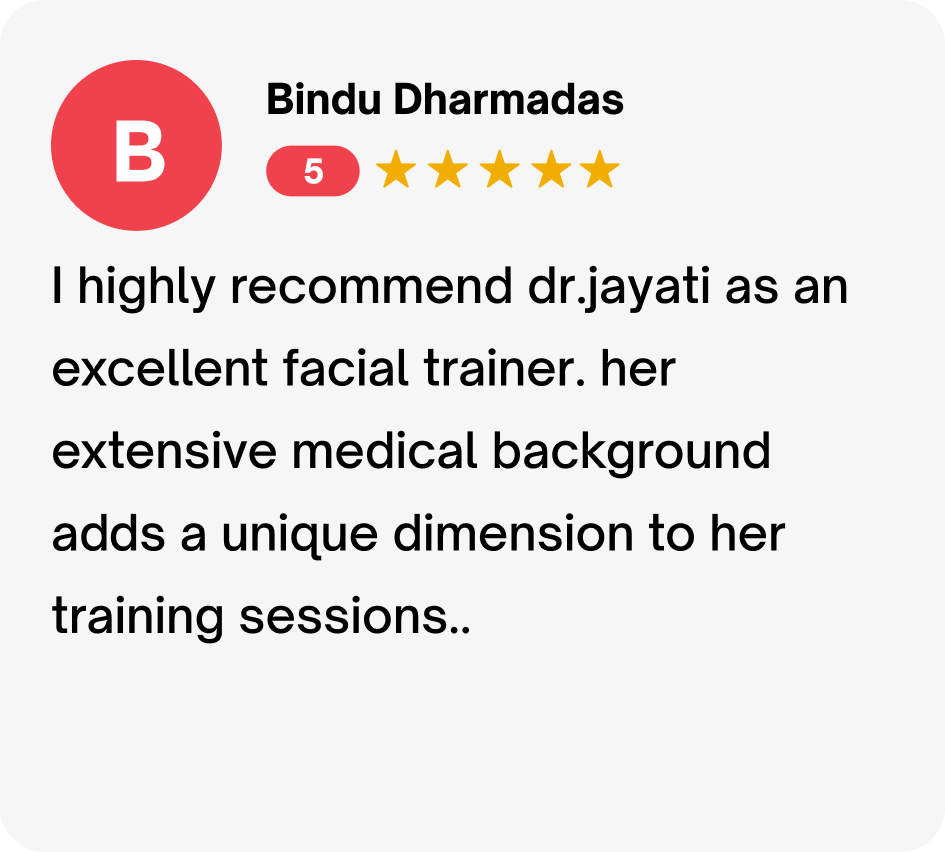 B
Bindu Dharmadas
5
I highly recommend dr.jayati as an
excellent facial trainer. her
extensive medical background
adds a unique dimension to her
training sessions..